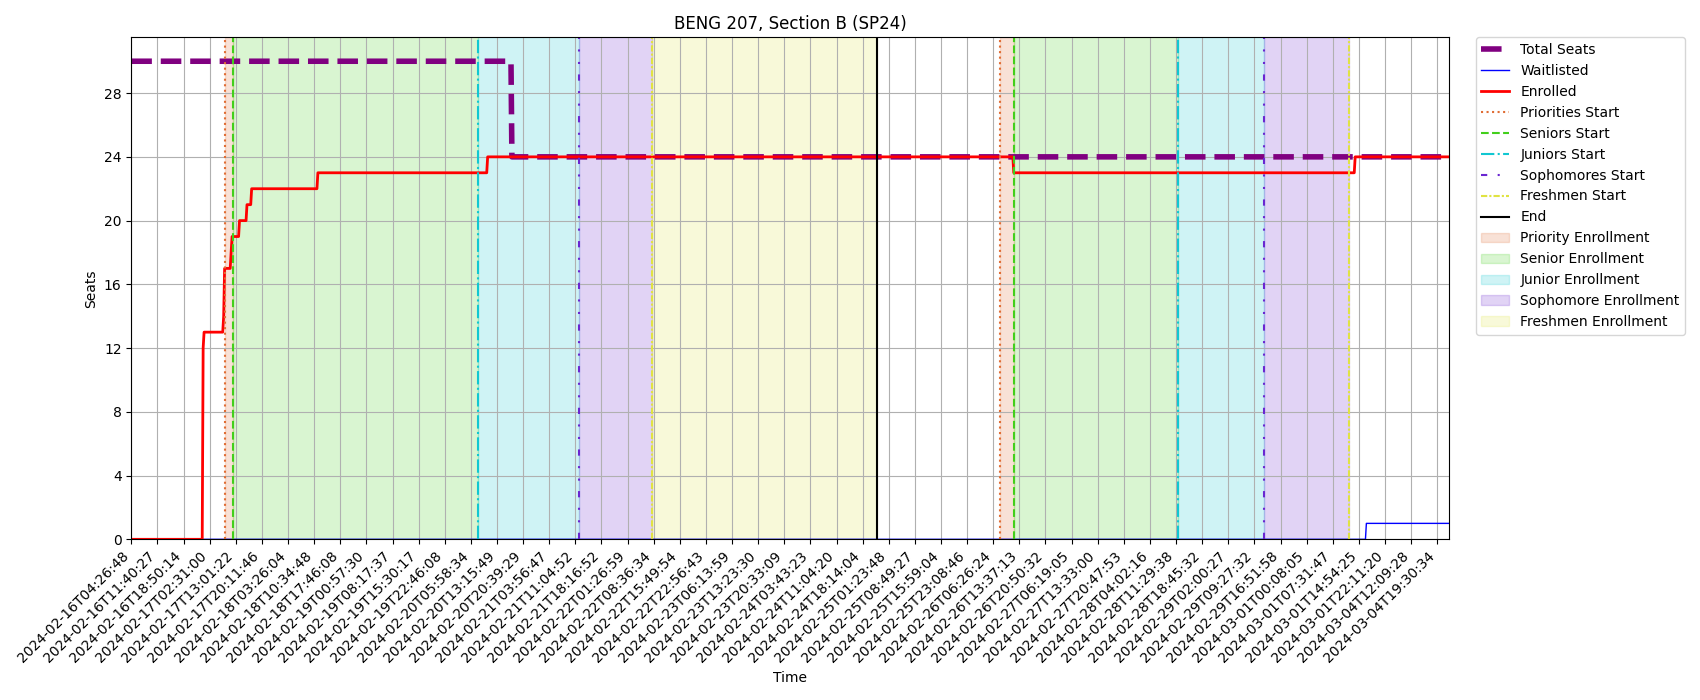 BENG 207, Section B (SP24)
Seats
28
24
20
16
12
8
4
0
2024-02-16T04:26:48
2024-02-16T11:40:27
2024-02-16T18:50:14
2024-02-17T02:31:00
2024-02-17T13:01:22
2024-02-17T20:11:46
2024-02-18T03:26:04
2024-02-18T10:34:48
2024-02-18T17:46:08
2024-02-19T00:57:30
2024-02-19T08:17:37
2024-02-19T15:30:17
2024-02-19T22:46:08
2024-02-20T05:58:34
2024-02-20T13:15:49
2024-02-20T20:39:29
2024-02-21T03:56:47
2024-02-21T11:04:52
2024-02-21T18:16:52
2024-02-22T01:26:59
2024-02-22T08:36:34
2024-02-22T15:49:54
2024-02-22T22:56:43
2024-02-23T06:13:59
2024-02-23T13:23:30
2024-02-23T20:33:09
2024-02-24T03:43:23
2024-02-24T11:04:20
2024-02-24T18:14:04
2024-02-25T01:23:48
2024-02-25T08:49:27
2024-02-25T15:59:04
2024-02-25T23:08:46
2024-02-26T06:26:24
2024-02-26T13:37:13
2024-02-26T20:50:32
2024-02-27T06:19:05
2024-02-27T13:33:00
2024-02-27T20:47:53
2024-02-28T04:02:16
2024-02-28T11:29:38
2024-02-28T18:45:32
2024-02-29T02:00:27
2024-02-29T09:27:32
2024-02-29T16:51:58
2024-03-01T00:08:05
2024-03-01T07:31:47
2024-03-01T14:54:25
2024-03-01T22:11:20
2024-03-04T12:09:28
2024-03-04T19:30:34
Time
Total Seats
Waitlisted
Enrolled
Priorities Start
Seniors Start
Juniors Start
Sophomores Start
Freshmen Start
End
Priority Enrollment
Senior Enrollment
Junior Enrollment
Sophomore Enrollment
Freshmen Enrollment